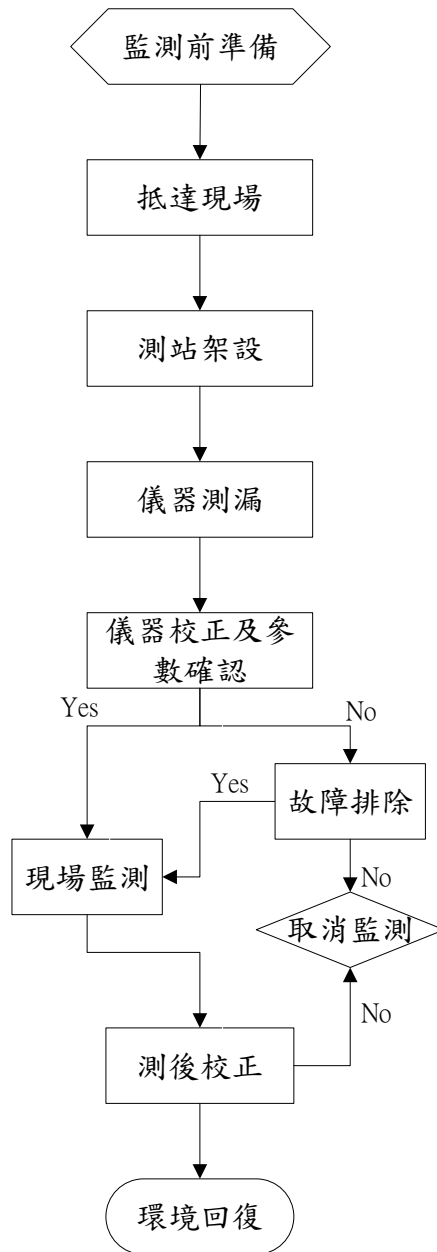 監測前準備
抵達現場
測站架設
儀器測漏
儀器校正及參
數確認
Yes
No
Yes
故障排除
現場監測
No
取消監測
No
測後校正
環境回復